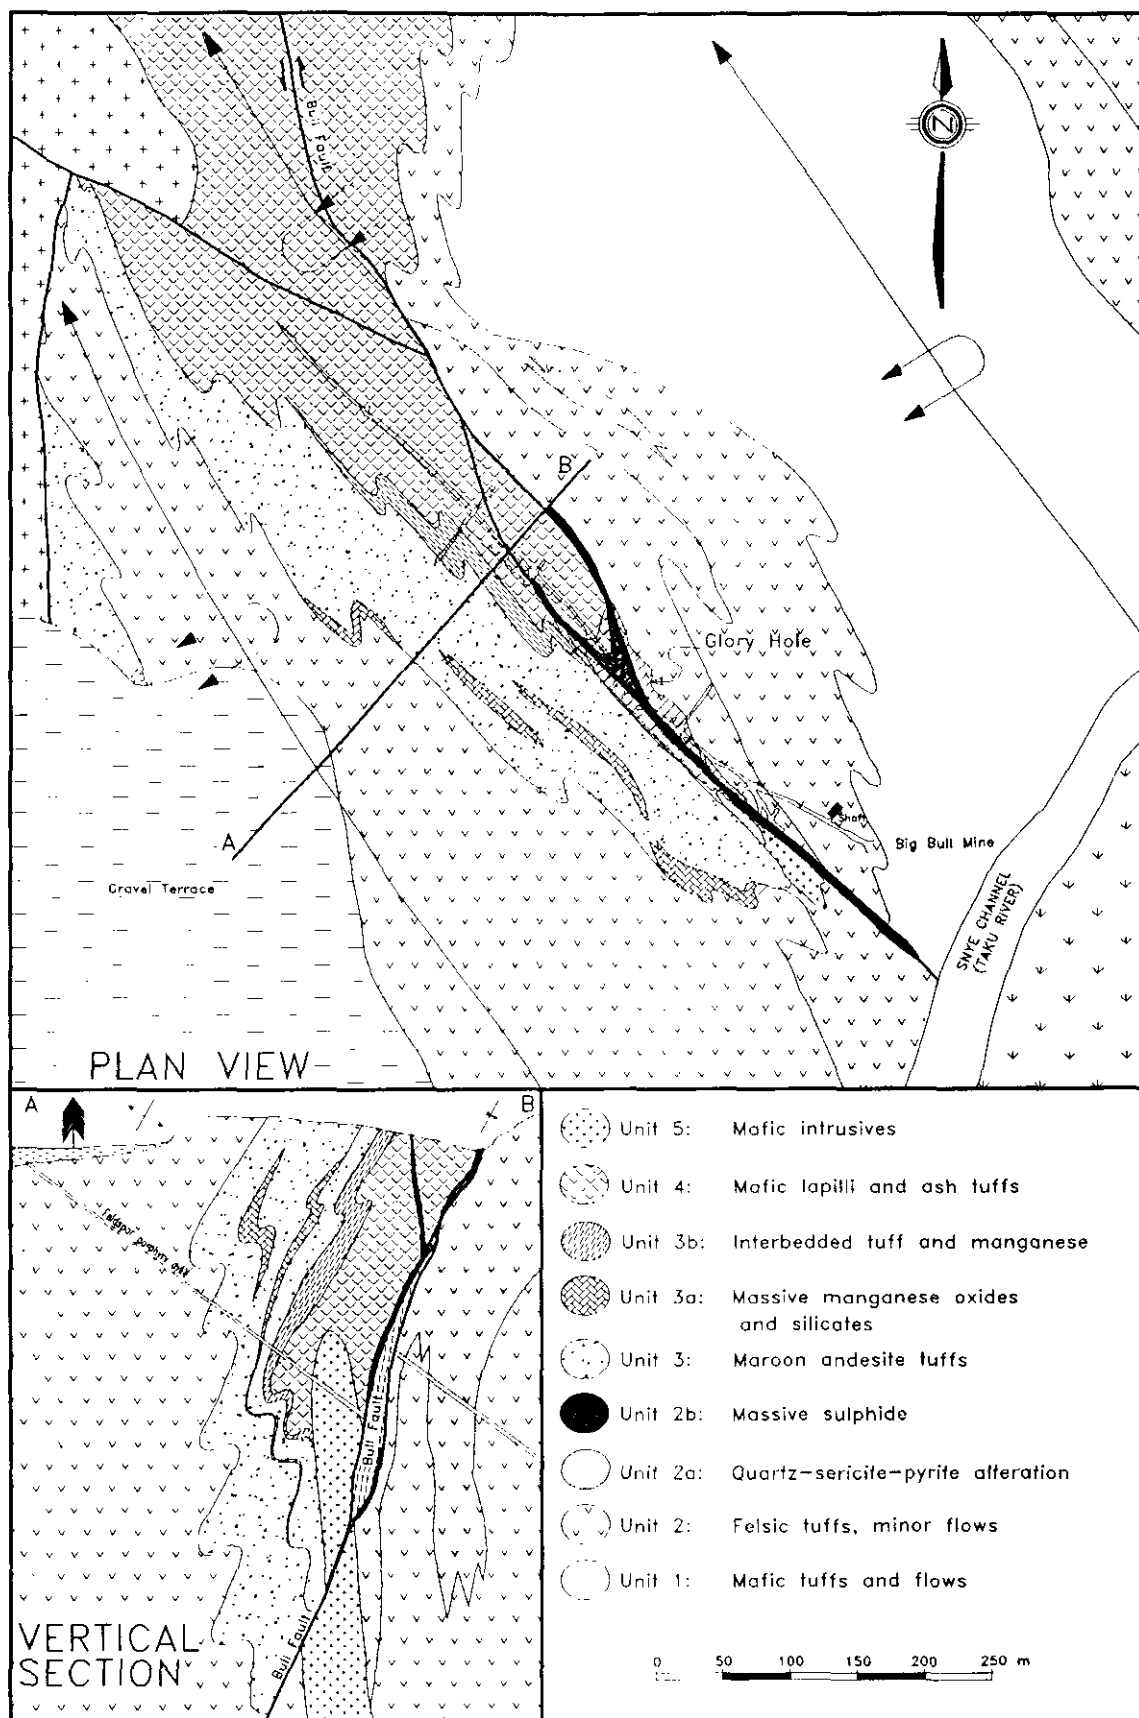 Bull Fault
N
B
Glory Hole
Shaft
Big Bull Mine
A
Gravel Terrace
SNYE CHANNEL
(TAKU RIVER)
PLAN VIEW
A
B
Feldspar porphyry dike
Bull Fault
Bull Fault
VERTICAL
SECTION
Unit 5: Mafic intrusives
Unit 4: Mafic lapilli and ash tuffs
Unit 3b: Interbedded tuff and manganese
Unit 3a: Massive manganese oxides
and silicates
Unit 3: Maroon andesite tuffs
Unit 2b: Massive sulphide
Unit 2a: Quartz-sericite-pyrite alteration
Unit 2: Felsic tuffs, minor flows
Unit 1: Mafic tuffs and flows
0 50 100 150 200 250 m